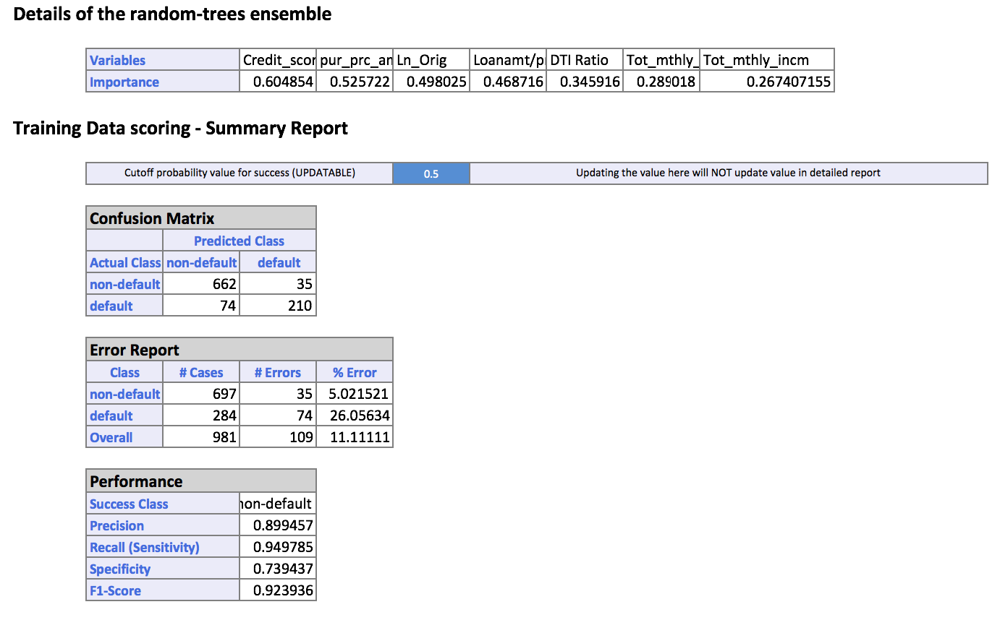 Details of the random-trees ensemble
Variables Credit_scor pur_prc_an Ln_Orig Loanamt/p DTI Ratio Tot_mthly_ Tot_mthly_incm
Importance 0.604854 0.525722 0.498025 0.468716 0.345916 0.289018 0.267407155
Training Data scoring - Summary Report
Cutoff probability value for success (UPDATABLE) 0.5 Updating the value here will NOT update value in detailed report
Confusion Matrix
Predicted Class
Actual Class non-default default
non-default 662 35
default 74 210
Error Report
Class # Cases # Errors % Error
non-default 697 35 5.021521
default 284 74 26.05634
Overall 981 109 11.11111
Performance
Success Class non-default
Precision 0.899457
Recall (Sensitivity) 0.949785
Specificity 0.739437
F1-Score 0.923936